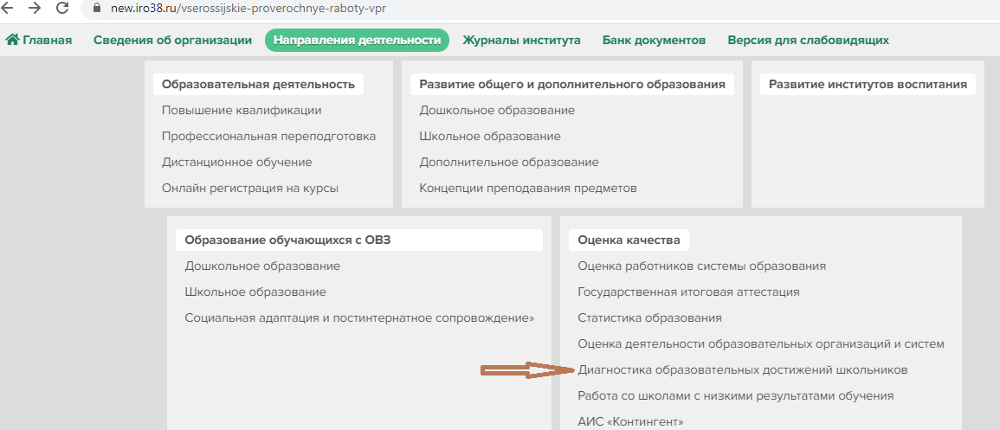 new.iro38.ru/vserossijskie-proverochnye-raboty-vpr
Главная Сведения об организации Направления деятельности Журналы института Банк документов Версия для слабовидящих
Образовательная деятельность
Повышение квалификации
Профессиональная переподготовка
Дистанционное обучение
Онлайн регистрация на курсы
Развитие общего и дополнительного образования
Дошкольное образование
Школьное образование
Дополнительное образование
Концепции преподавания предметов
Развитие институтов воспитания
Образование обучающихся с ОВЗ
Дошкольное образование
Школьное образование
Социальная адаптация и постинтернатное сопровождение»
Оценка качества
Оценка работников системы образования
Государственная итоговая аттестация
Статистика образования
Оценка деятельности образовательных организаций и систем
Диагностика образовательных достижений школьников
Работа со школами с низкими результатами обучения
АИС «Контингент»